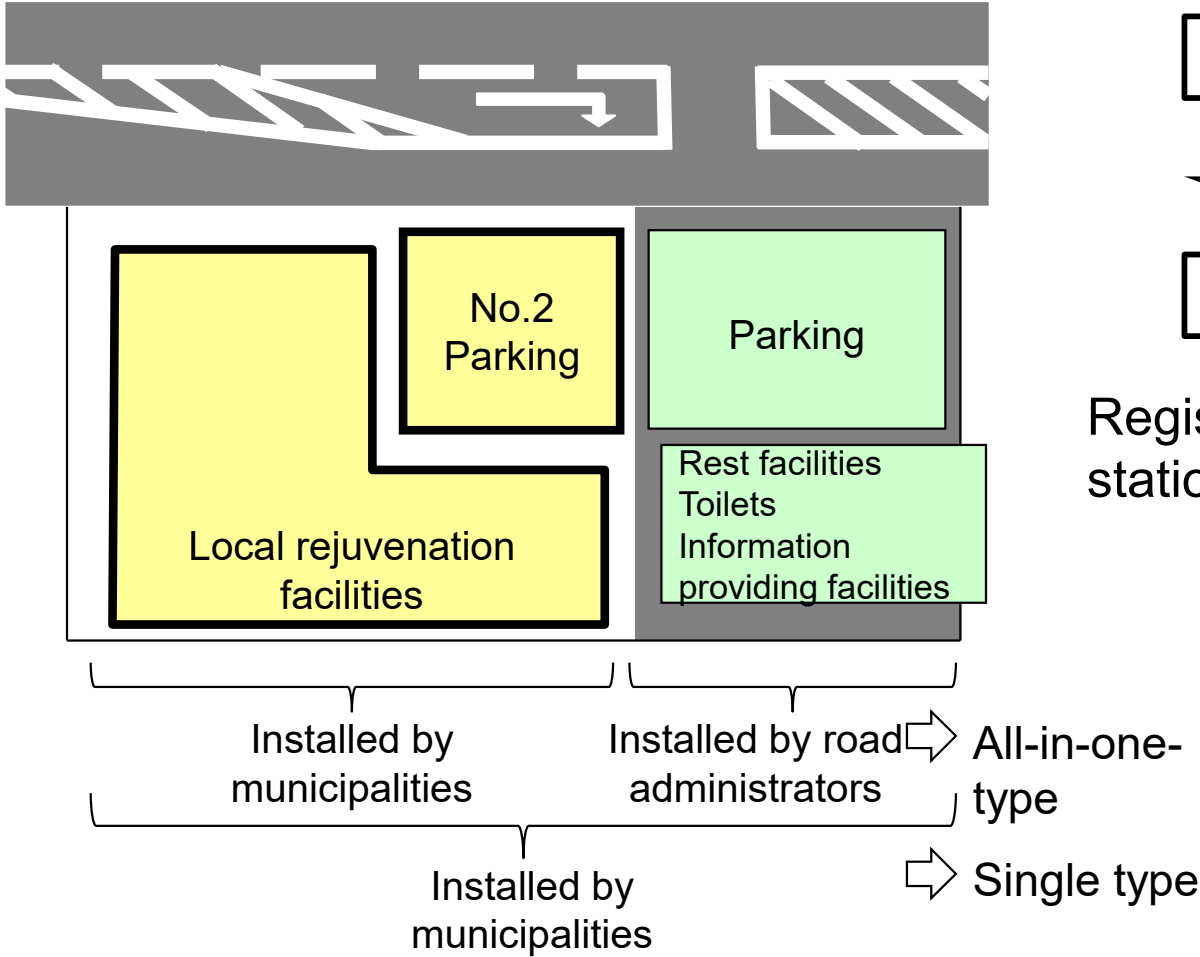 No.2
Parking
Parking
Rest facilities
Toilets
Information
providing facilities
Local rejuvenation
facilities
Installed by
municipalities
Installed by road
administrators
All-in-one-
type
Installed by
municipalities
Single type